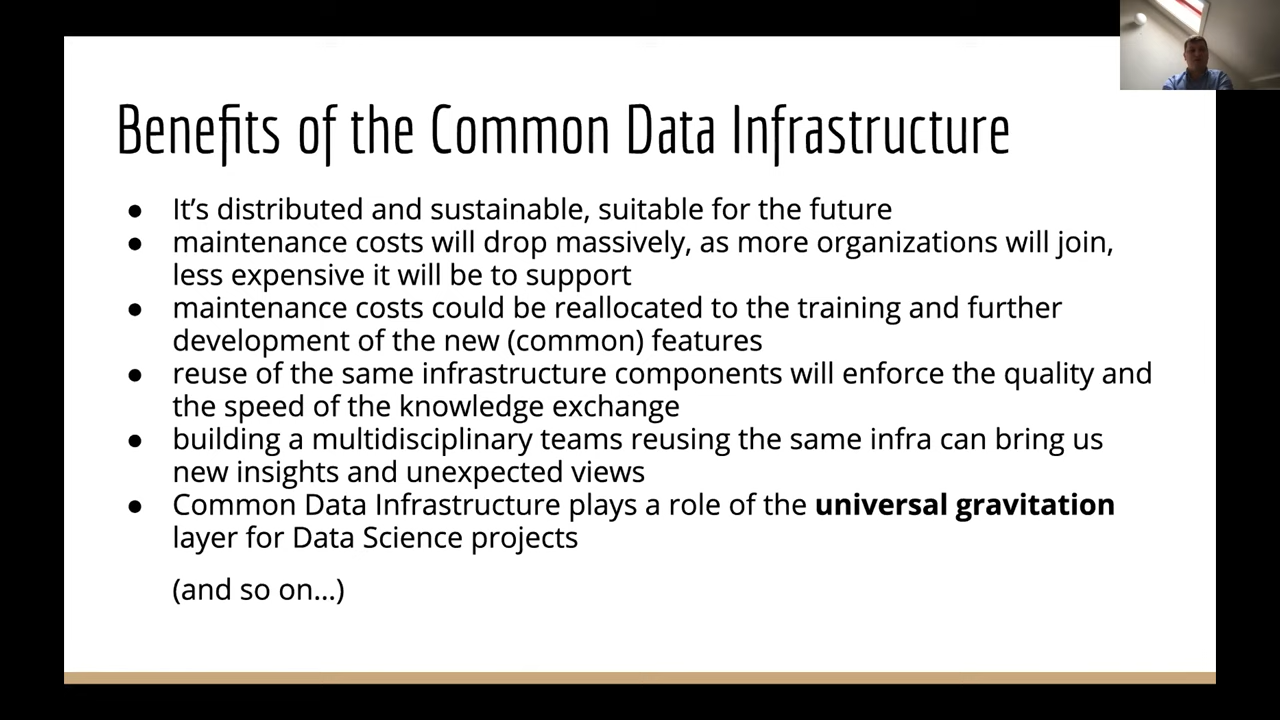 Benefits of the Common Data Infrastructure
● It’s distributed and sustainable, suitable for the future
● maintenance costs will drop massively, as more organizations will join,
less expensive it will be to support
● maintenance costs could be reallocated to the training and further
development of the new (common) features
● reuse of the same infrastructure components will enforce the quality and
the speed of the knowledge exchange
● building a multidisciplinary teams reusing the same infra can bring us
new insights and unexpected views
● Common Data Infrastructure plays a role of the universal gravitation
layer for Data Science projects
(and so on...)